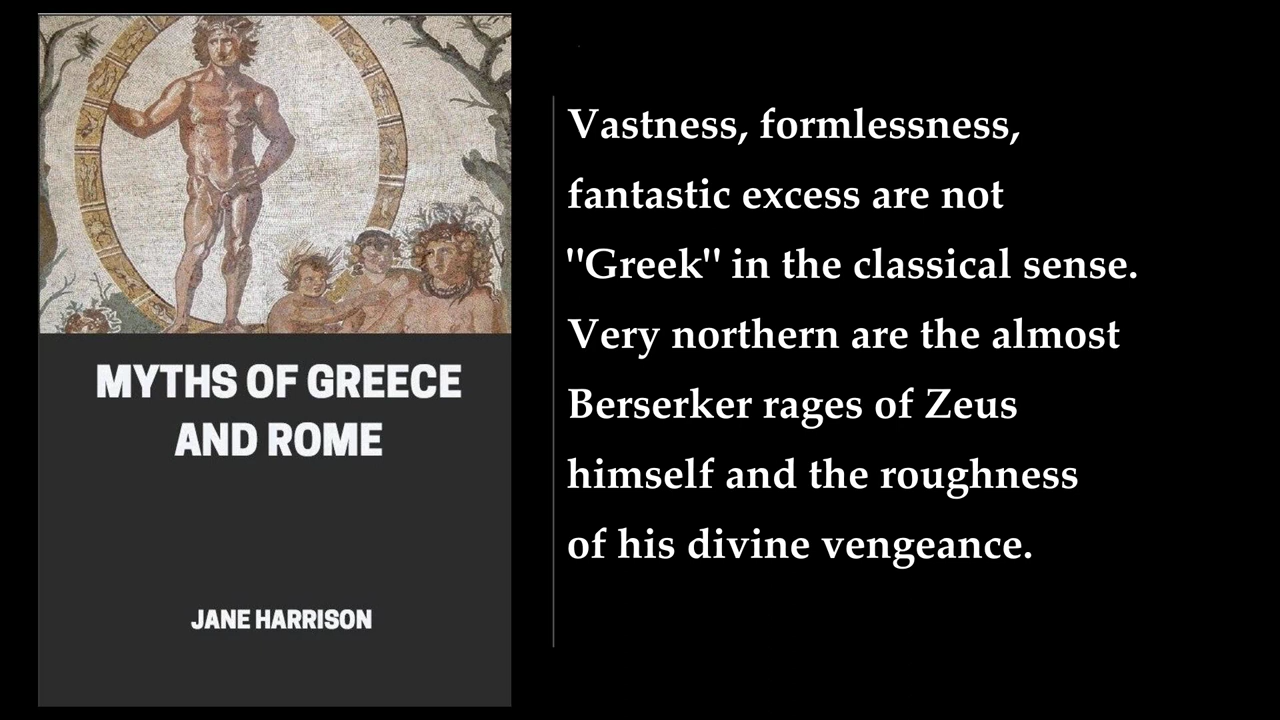 MYTHS OF GREECE
AND ROME
JANE HARRISON
Vastness, formlessness,
fantastic excess are not
"Greek" in the classical sense.
Very northern are the almost
Berserker rages of Zeus
himself and the roughness
of his divine vengeance.